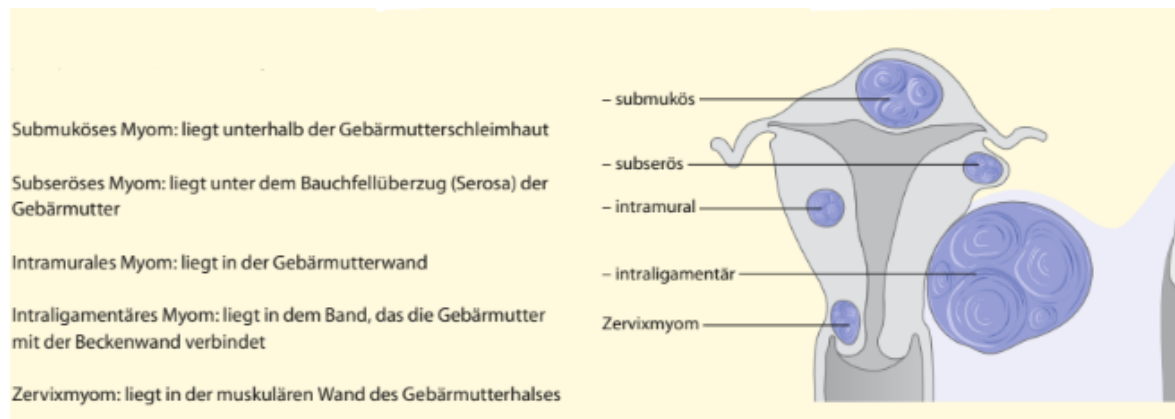 Submuköses Myom: liegt unterhalb der Gebärmutterschleimhaut
Subseröses Myom: liegt unter dem Bauchfellüberzug (Serosa) der
Gebärmutter
Intramurales Myom: liegt in der Gebärmutterwand
Intraligamentäres Myom: liegt in dem Band, das die Gebärmutter
mit der Beckenwand verbindet
Zervixmyom: liegt in der muskulären Wand des Gebärmutterhalses
– submukös
– subserös
– intramural
– intraligamentär
Zervixmyom